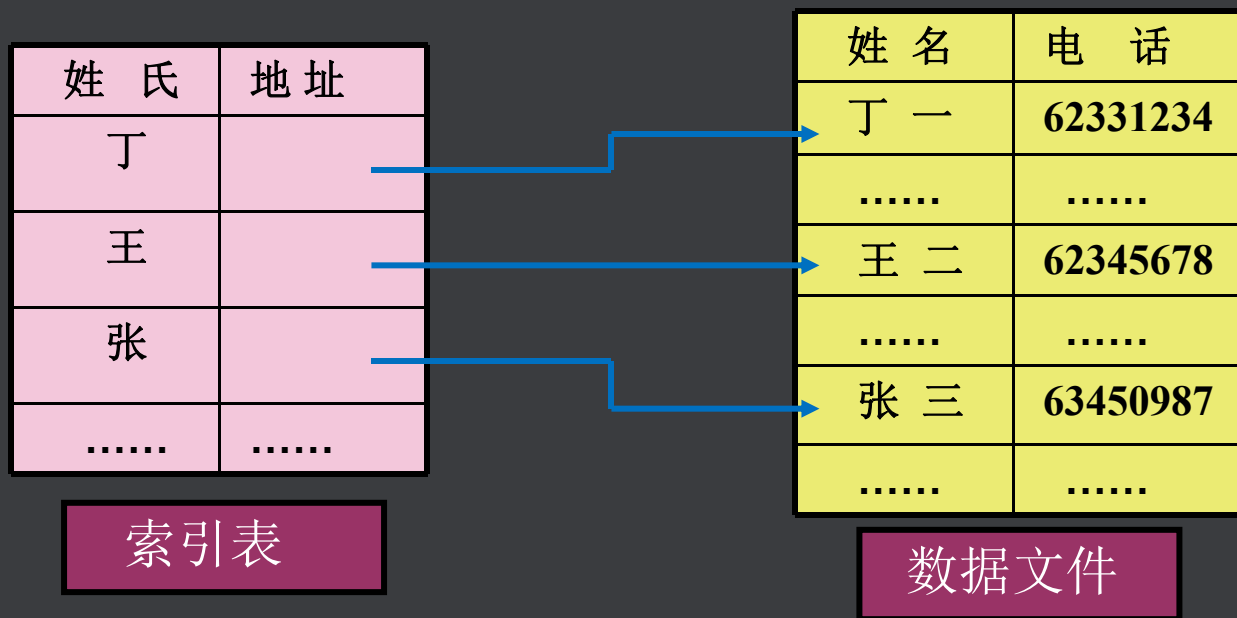 姓 氏 地 址
丁
王
张
...... ......
索引表
姓 名 电 话
丁 一 62331234
...... ......
王 二 62345678
...... ......
张 三 63450987
...... ......
数据文件